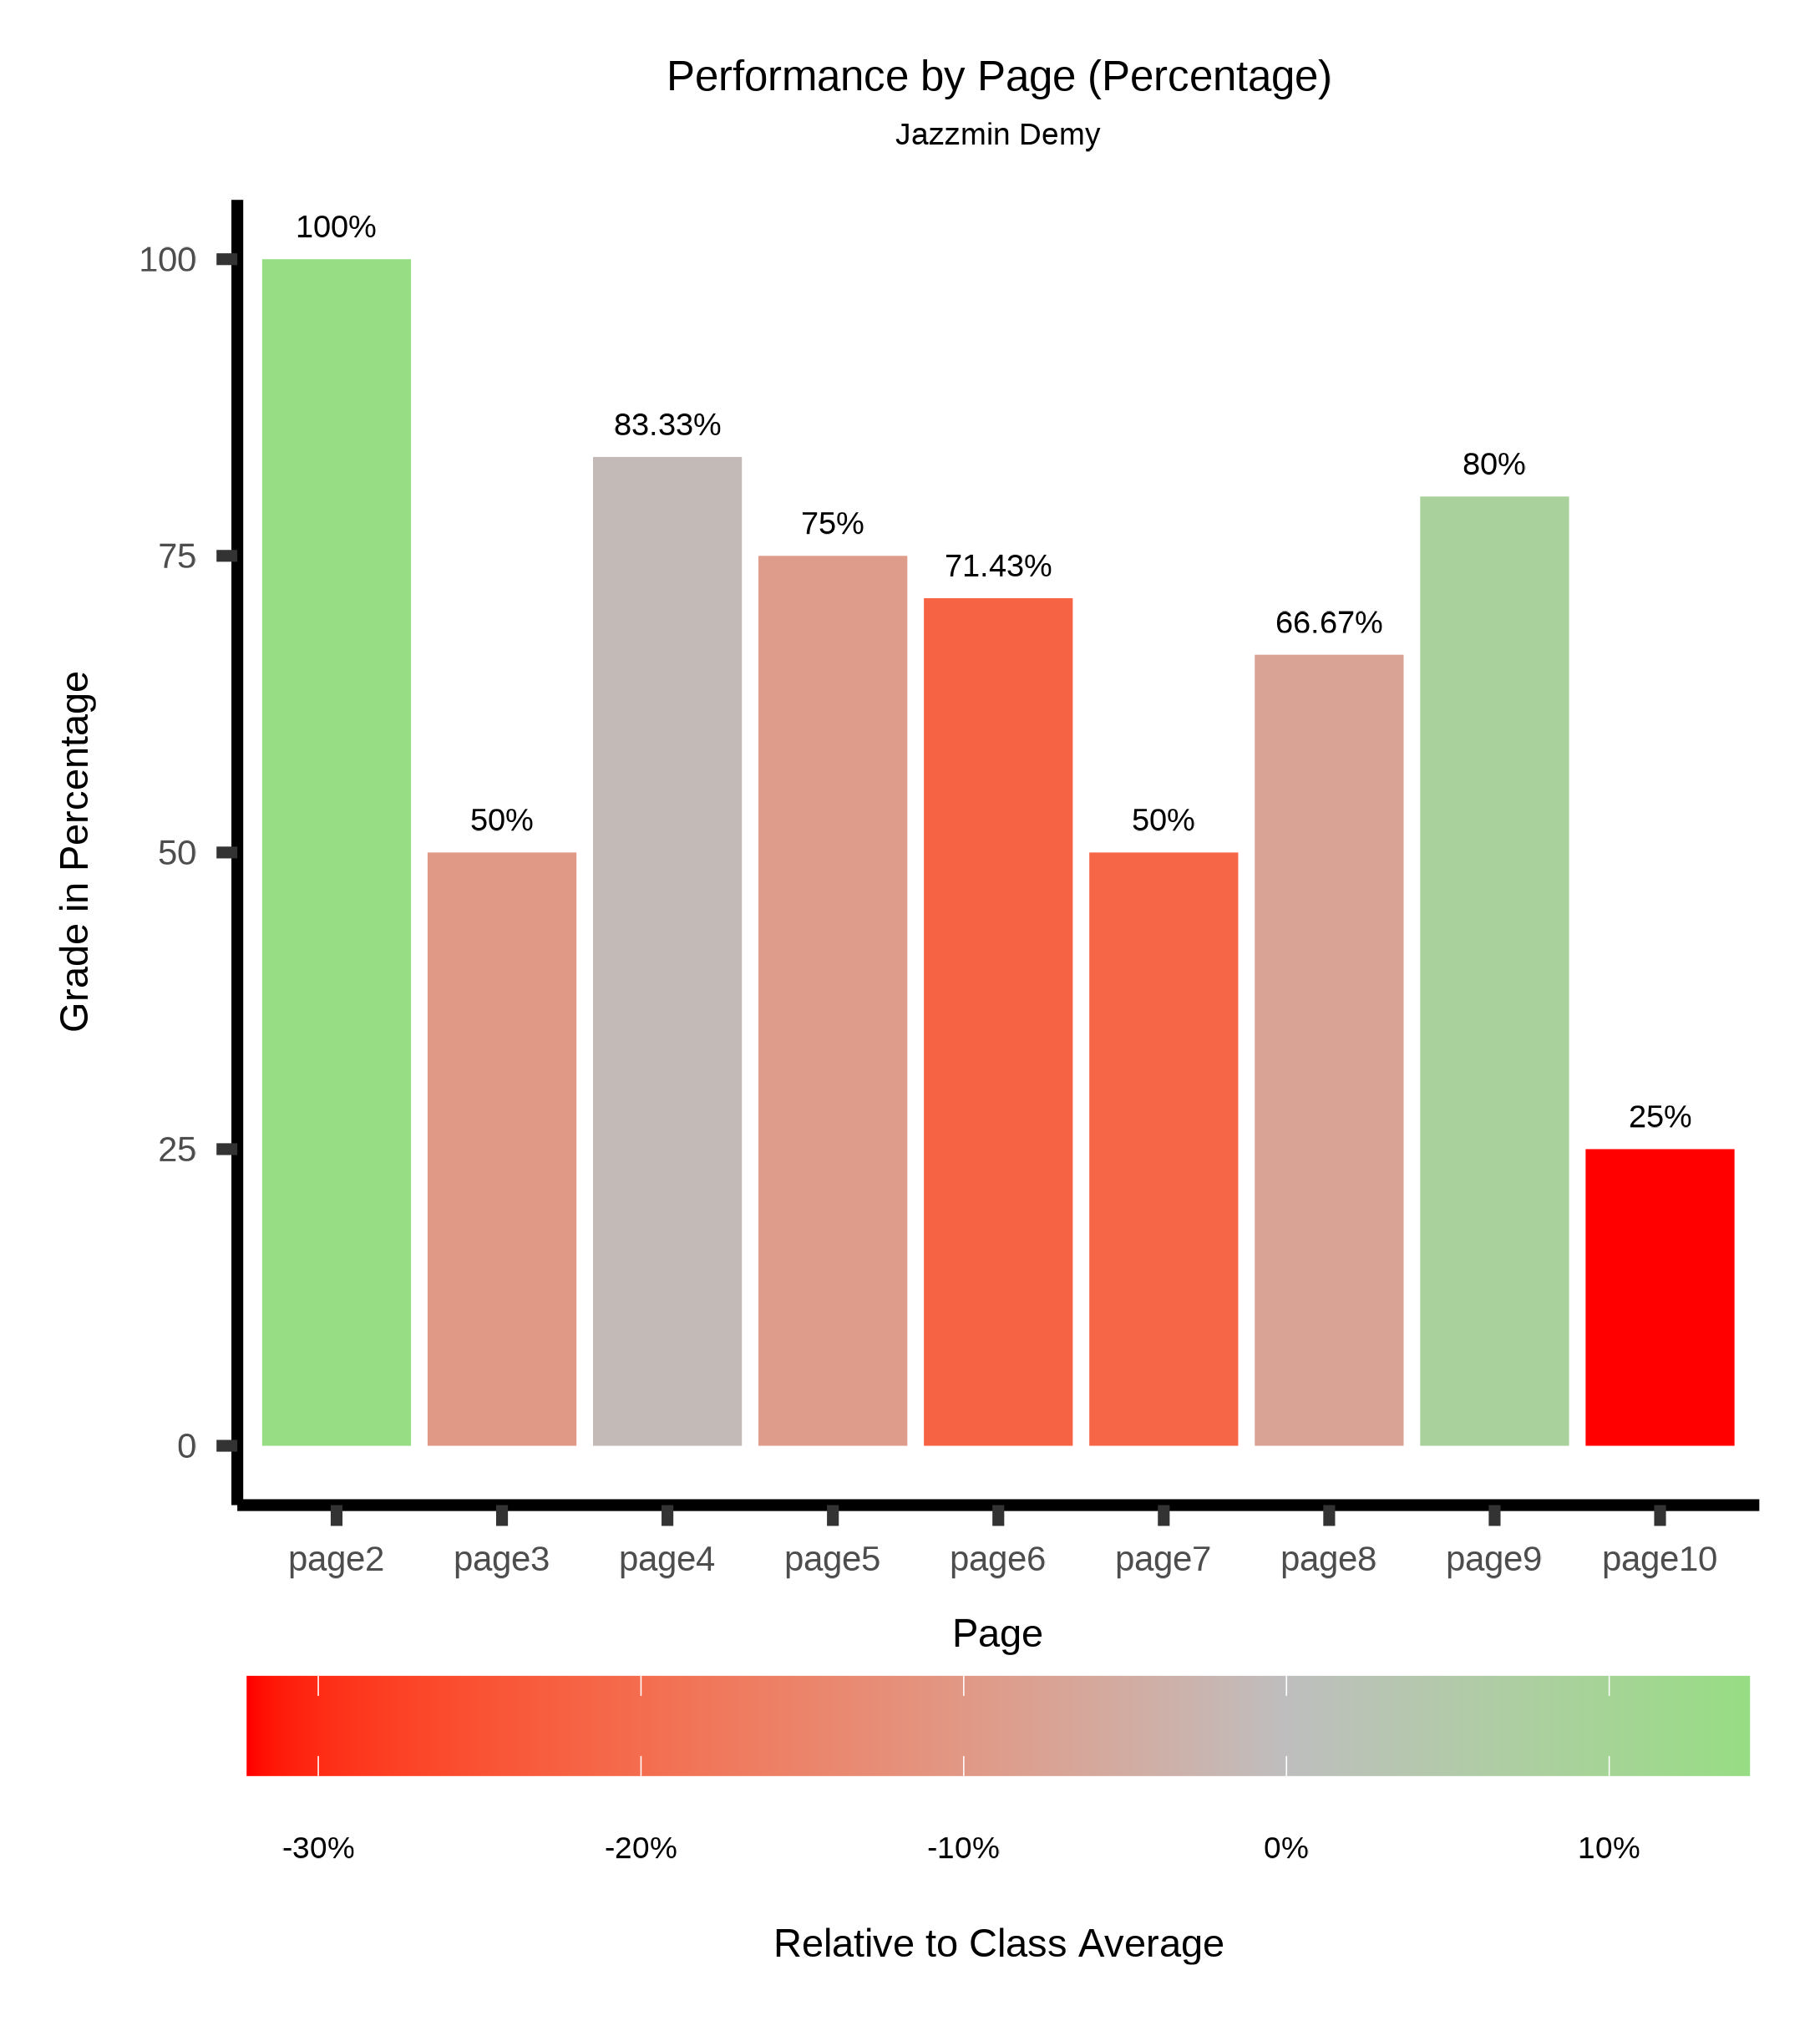 Performance by Page (Percentage)
Jazzmin Demy
100%
83.33%
80%
75%
71.43%
66.67%
50%
50%
25%
100
75
50
25
0
Grade in Percentage
page2 page3 page4 page5 page6 page7 page8 page9 page10
Page
-30% -20% -10% 0% 10%
Relative to Class Average